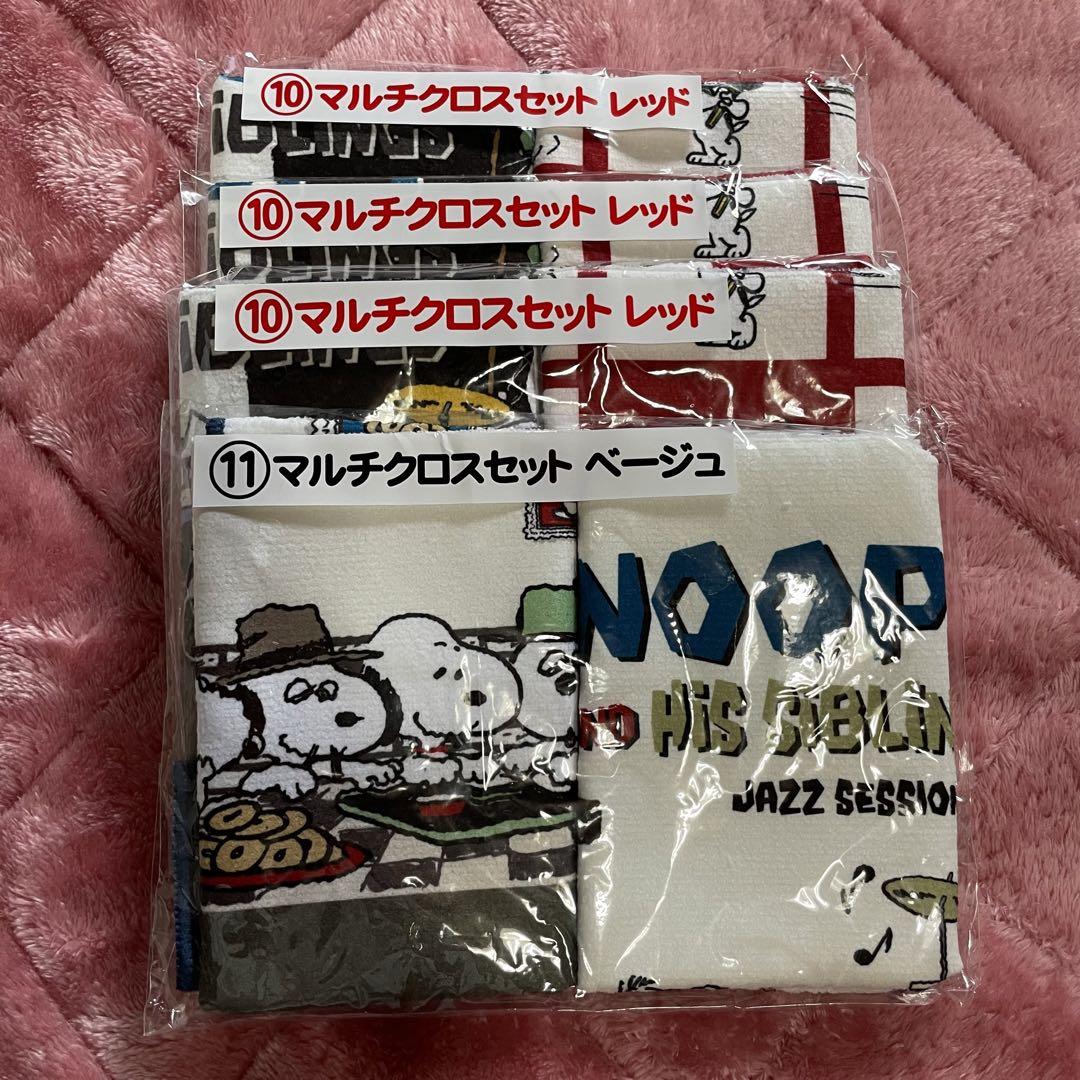 ⑩マルチクロスセット レッド
⑩マルチクロスセット レッド
⑩マルチクロスセット レッド
⑪マルチクロスセット ベージュ
NOOP
HiS SiBLIN
JAZZ SESSION